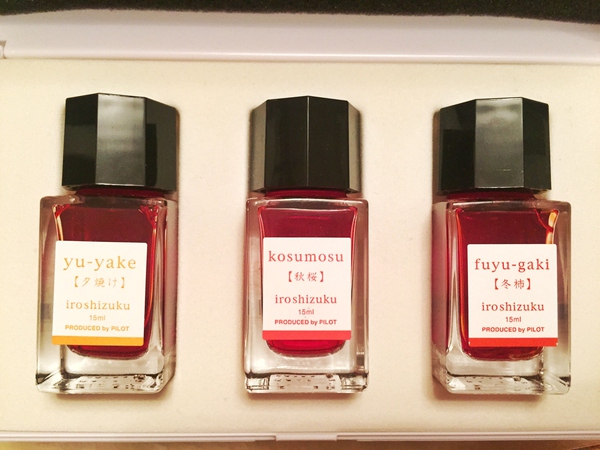 yu-yake
【夕焼け】
iroshizuku
15ml
PRODUCED by PILOT
kosumosu
【秋桜】
iroshizuku
15ml
PRODUCED by PILOT
fuyu-gaki
【冬柿】
iroshizuku
15ml
PRODUCED by PILOT